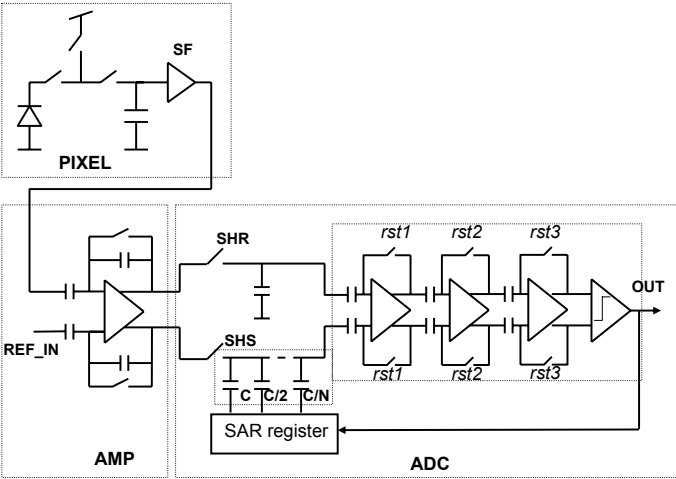 SF
PIXEL
rst1 rst2 rst3
SHR
OUT
SHS
REF_IN
rst1 rst2 rst3
C C/2 C/N
SAR register
AMP
ADC